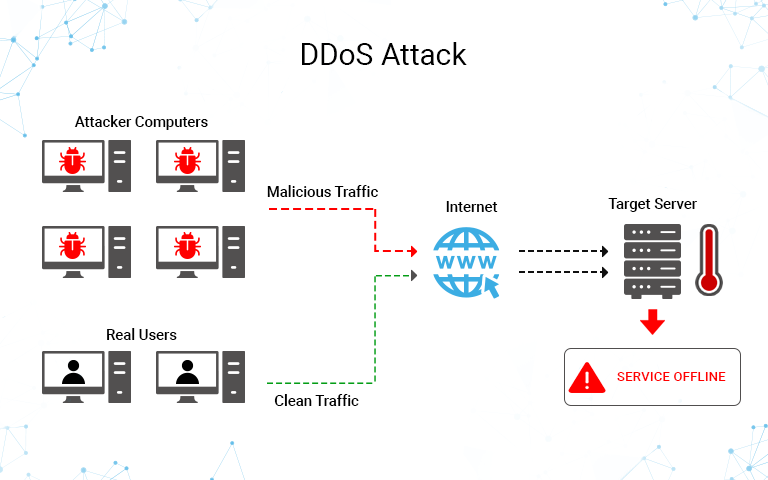 DDoS Attack
Attacker Computers
Malicious Traffic
Internet
WWW
Target Server
Real Users
Clean Traffic
SERVICE OFFLINE